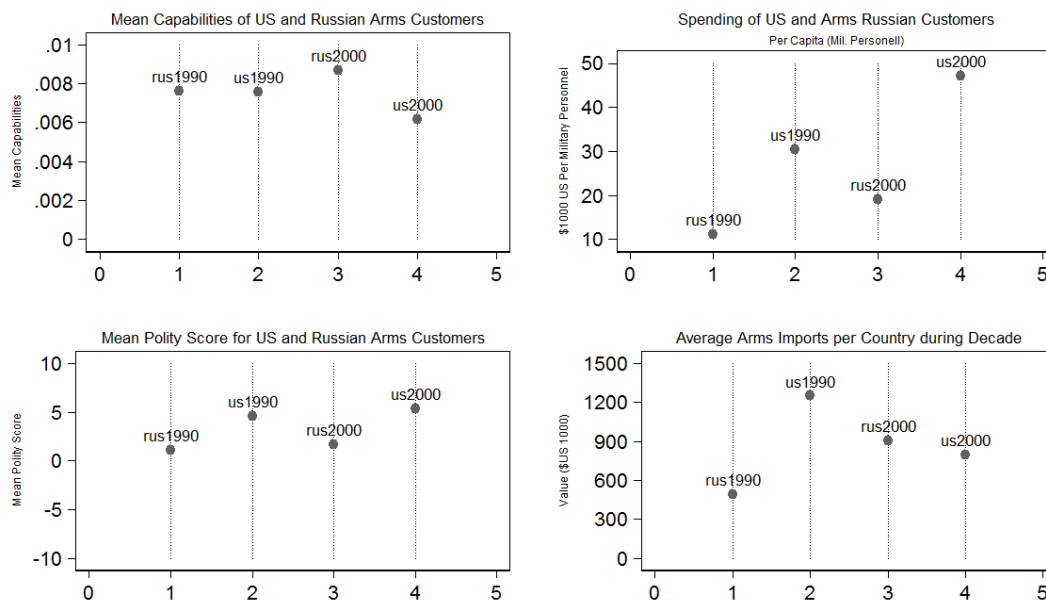 Mean Capabilities of US and Russian Arms Customers
Mean Capabilities
.01
.008
.006
.004
.002
0
rus1990
us1990
rus2000
us2000
0 1 2 3 4 5
Spending of US and Arms Russian Customers
Per Capita (Mil. Personell)
$1000 US Per Military Personnel
50
40
30
20
10
rus1990
us1990
rus2000
us2000
0 1 2 3 4 5
Mean Polity Score for US and Russian Arms Customers
Mean Polity Score
10
5
0
-5
-10
rus1990
us1990
rus2000
us2000
0 1 2 3 4 5
Average Arms Imports per Country during Decade
Value ($US 1000)
1500
1200
900
600
300
0
rus1990
us1990
rus2000
us2000
0 1 2 3 4 5